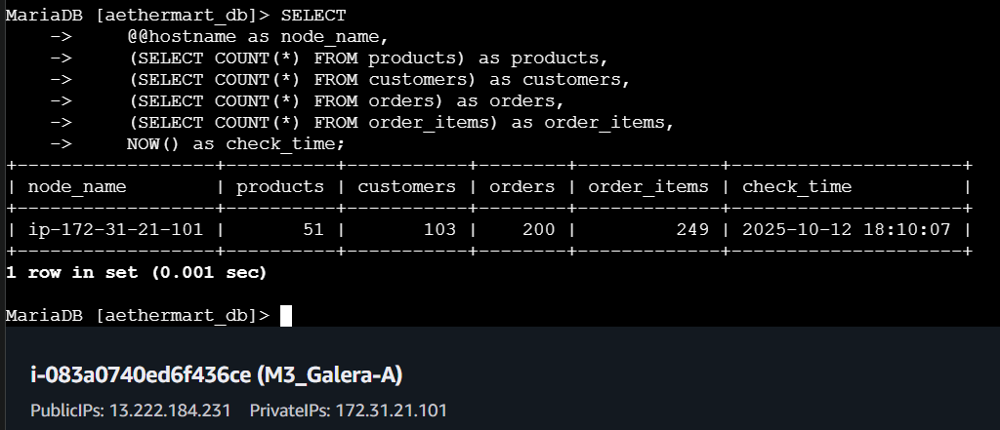 MariaDB [aethermart_db]> SELECT
    ->     @@hostname as node_name,
    ->     (SELECT COUNT(*) FROM products) as products,
    ->     (SELECT COUNT(*) FROM customers) as customers,
    ->     (SELECT COUNT(*) FROM orders) as orders,
    ->     (SELECT COUNT(*) FROM order_items) as order_items,
    ->     NOW() as check_time;
+------------------+----------+-----------+--------+-------------+---------------------+
| node_name        | products | customers | orders | order_items | check_time          |
+------------------+----------+-----------+--------+-------------+---------------------+
| ip-172-31-21-101 |       51 |       103 |    200 |         249 | 2025-10-12 18:10:07 |
+------------------+----------+-----------+--------+-------------+---------------------+
1 row in set (0.001 sec)
MariaDB [aethermart_db]>
i-083a0740ed6f436ce (M3_Galera-A)
PublicIPs: 13.222.184.231    PrivateIPs: 172.31.21.101